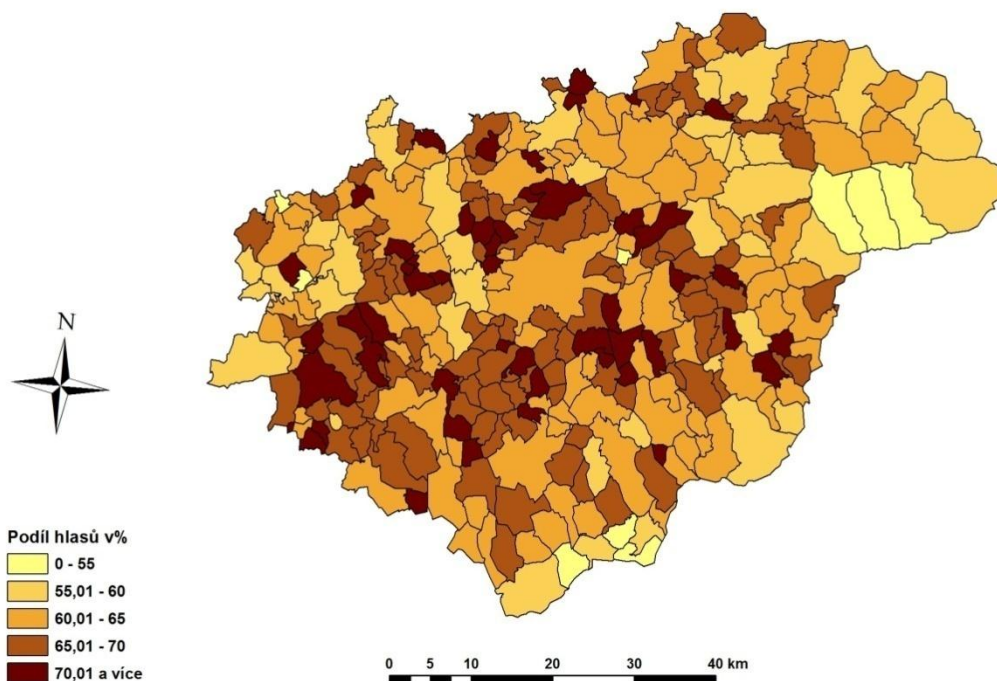 N
Podíl hlasů v%
0 - 55
55,01 - 60
60,01 - 65
65,01 - 70
70,01 a více
0 5 10 20 30 40 km